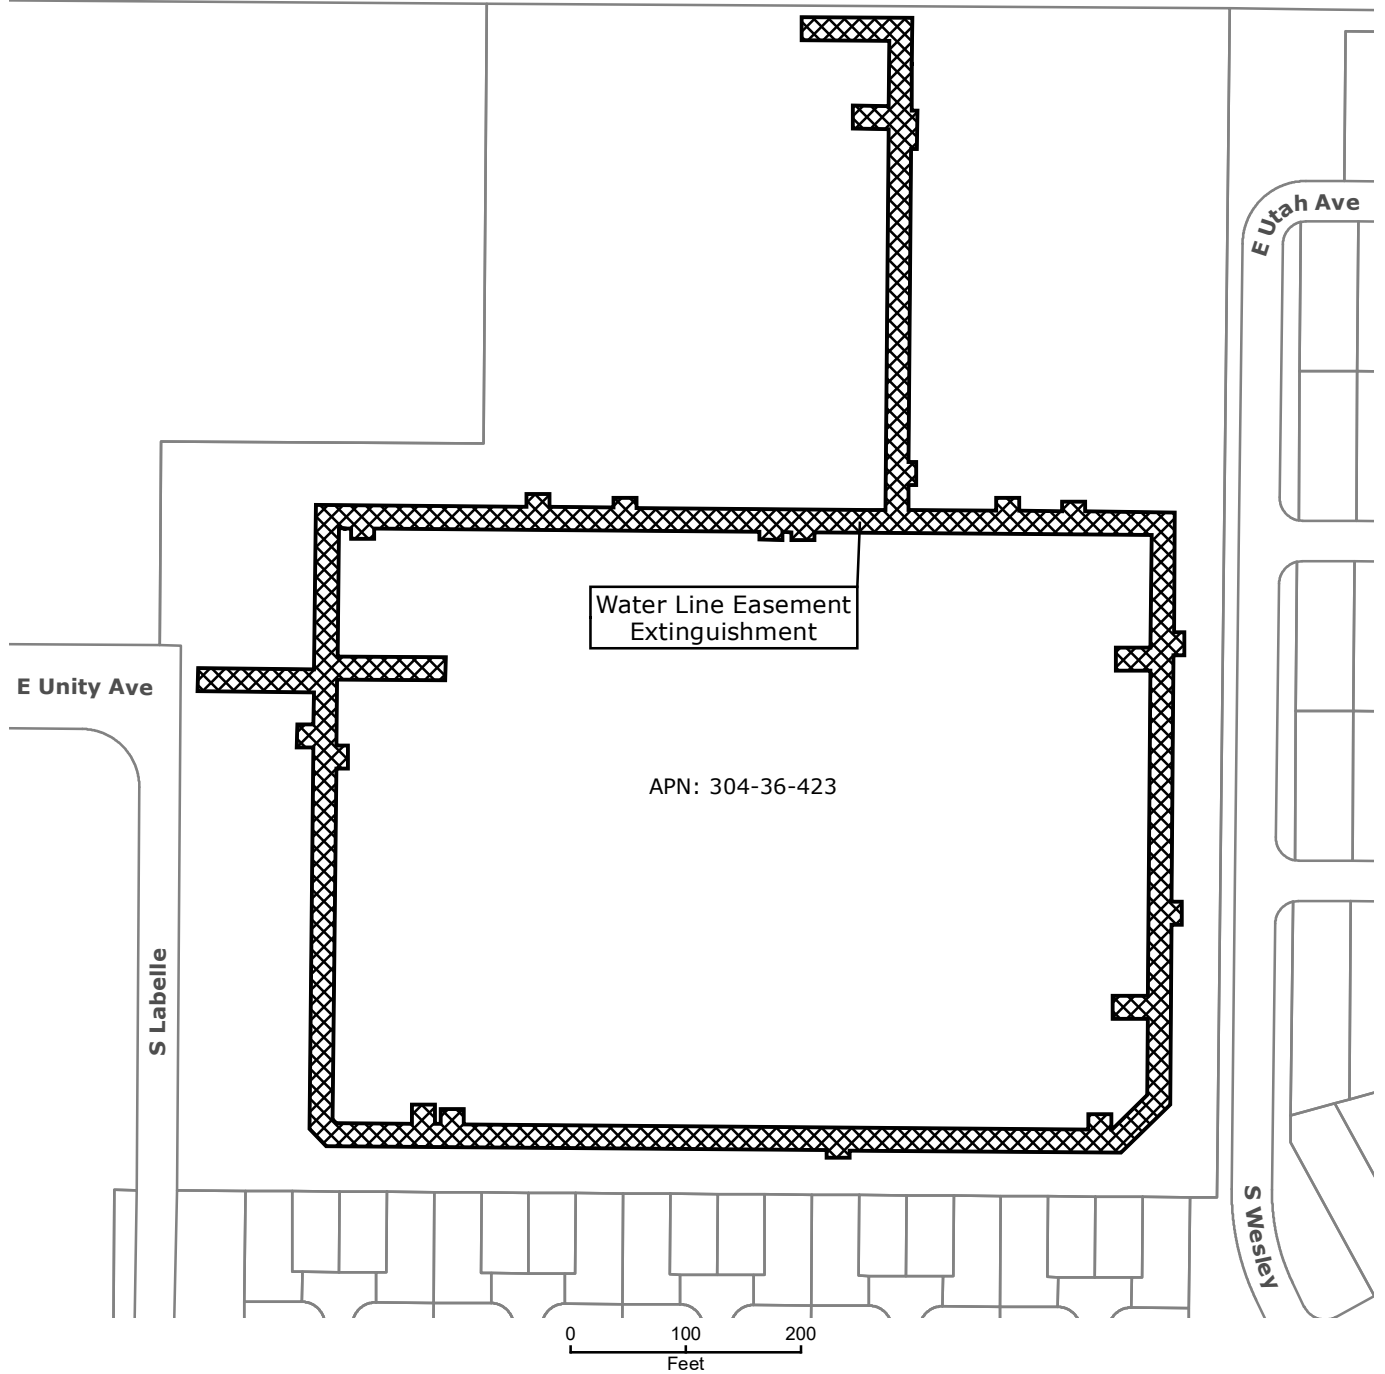 E Utah Ave
Water Line Easement
Extinguishment
E Unity Ave
APN: 304-36-423
S Labelle
S Wesley
0 100 200
Feet